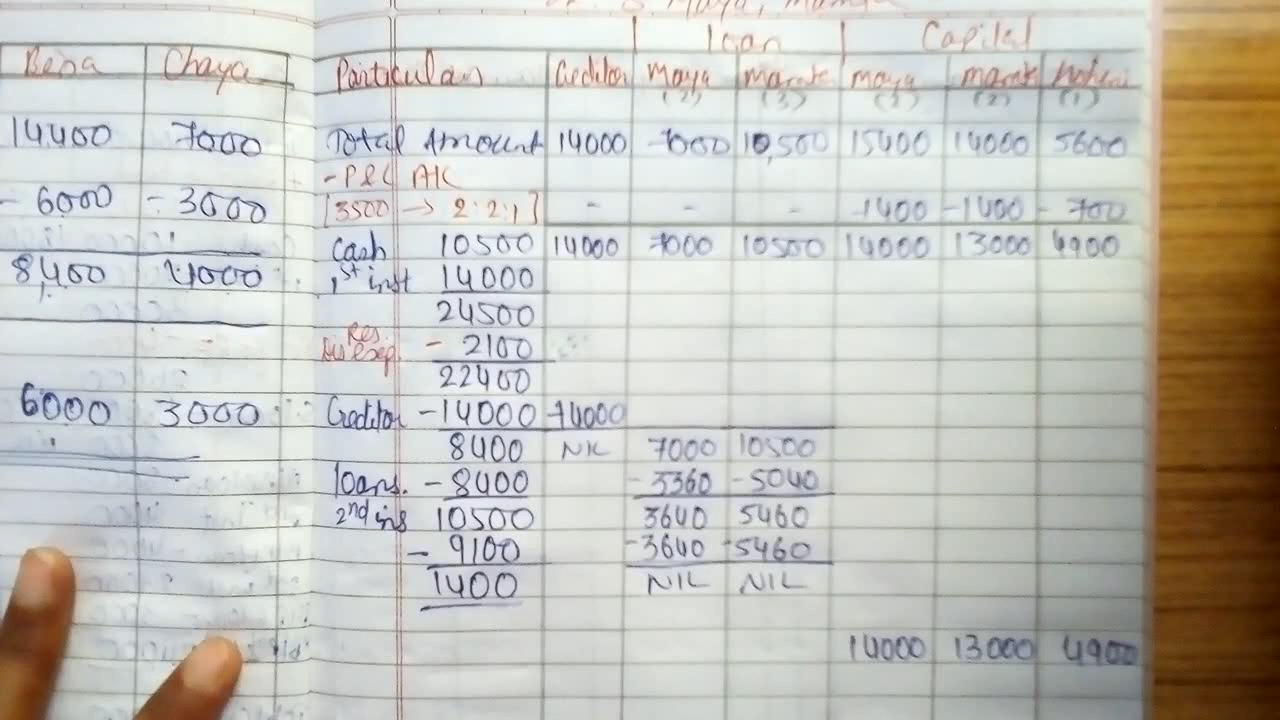 Maya,
Loan Capital
Bena Chaya Particulars Creditor Maya Mamta Maya Mamta
(2) (3) (2) (2) (1)
14400 7000 Total Amount 14000 7000 10,500 15400 14000 5600
- P&L A/c
- 6000 - 3000 [3500 → 2:2:1] - - - -1400 -1400 - 700
Cash 10500 14000 7000 10500 14000 13000 4900
8,400 4000 1st inst 14000
24500
Res exp - 2100
22400
6000 3000 Creditor -14000 -14000
8400 NIL 7000 10500
loans. -8400 -3360 -5040
2nd ins 10500 3640 5460
- 9100 -3640 -5460
1400 NIL NIL
14000 13000 4900